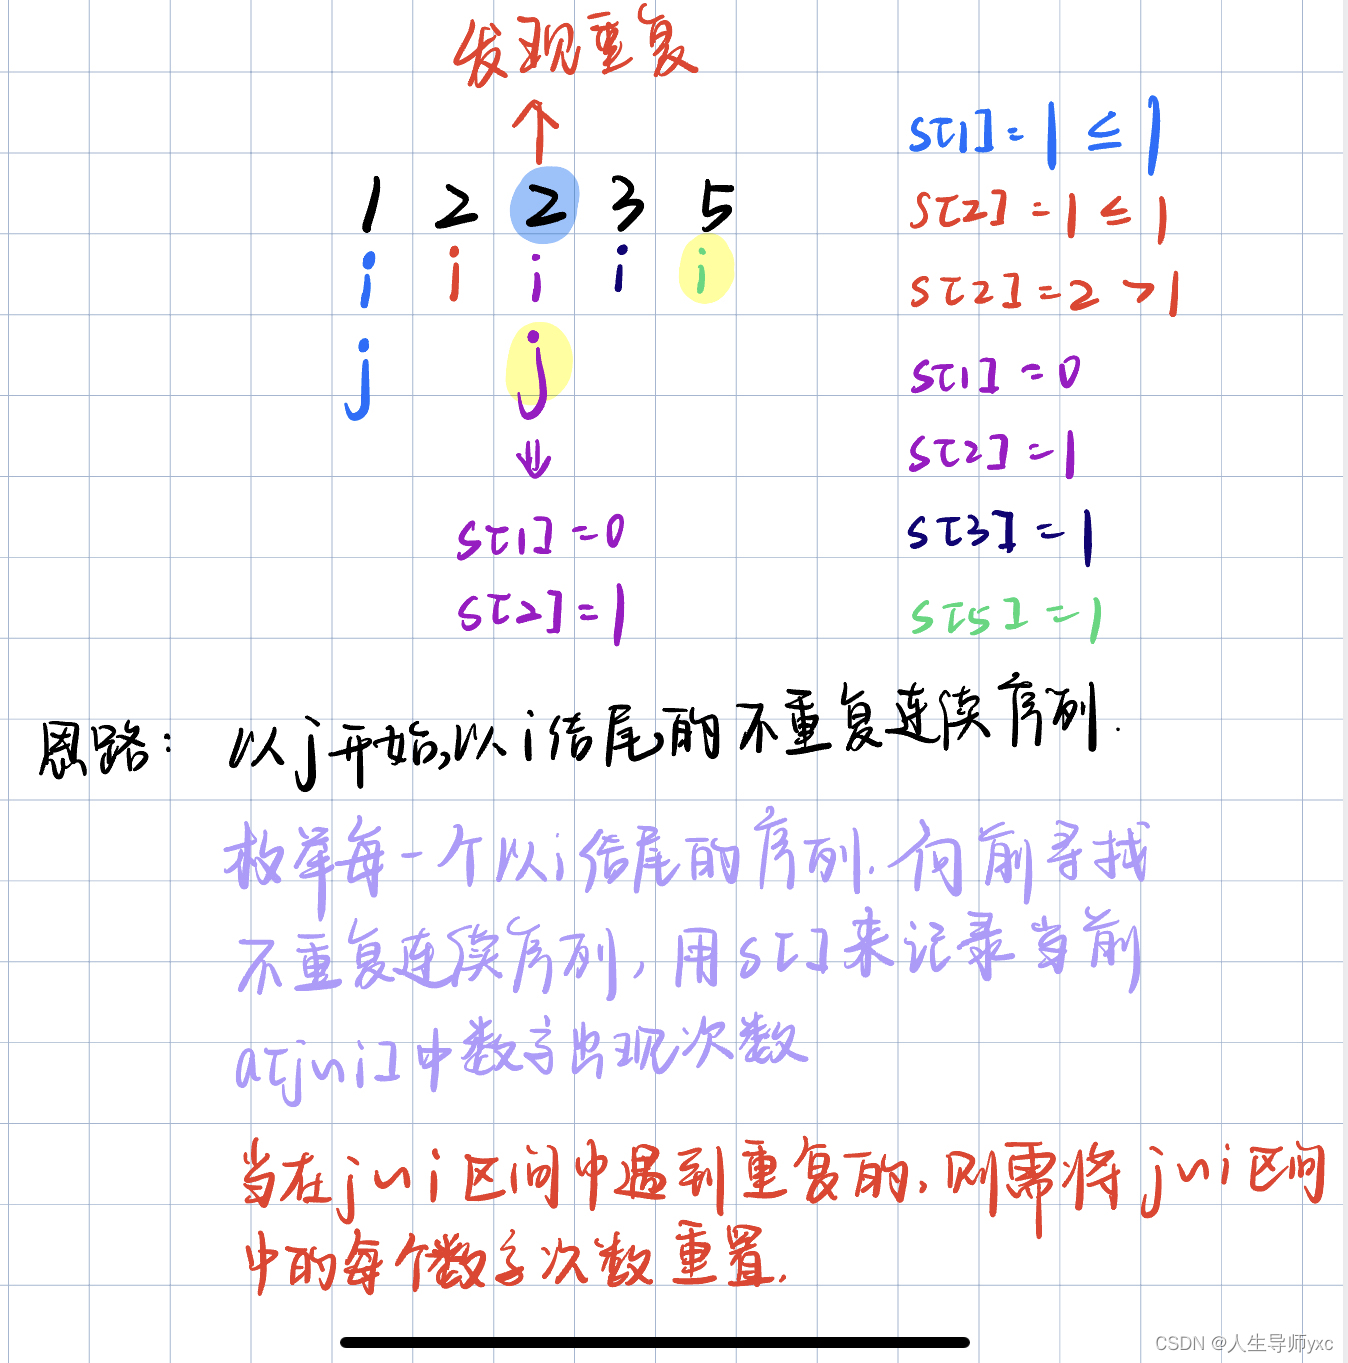 发现重复
1 2 2 3 5
i i i i i
j j
s[1]=0
s[2]=1
s[1]=1≤1
s[2]=1≤1
s[2]=2>1
s[1]=0
s[2]=1
s[3]=1
s[5]=1
思路：以j开始,以i结尾的不重复连续序列.
枚举每一个以i结尾的序列.向前寻找
不重复连续序列,用s[]来记录当前
a[j~i]中数字出现次数
当在j~i区间中遇到重复的,则需将j~i区间
中的每个数字次数重置.
CSDN @人生导师yxc